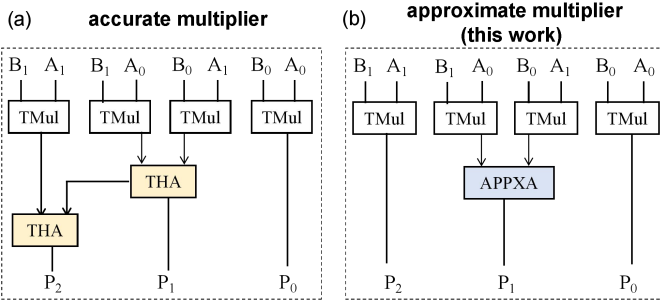 (a) accurate multiplier
B₁ A₁ B₁ A₀ B₀ A₁ B₀ A₀
TMul TMul TMul TMul
THA
THA
P₂ P₁ P₀
(b) approximate multiplier
(this work)
B₁ A₁ B₁ A₀ B₀ A₁ B₀ A₀
TMul TMul TMul TMul
APPXA
P₂ P₁ P₀